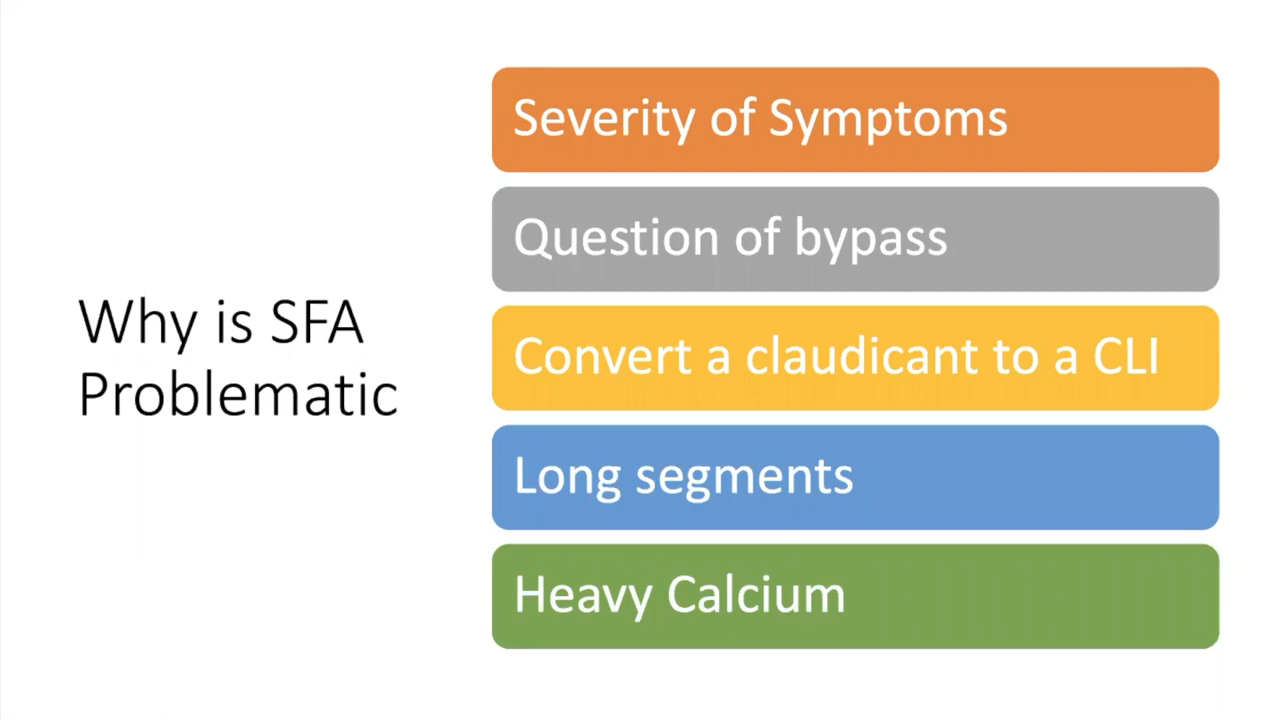 Why is SFA
Problematic
Severity of Symptoms
Question of bypass
Convert a claudicant to a CLI
Long segments
Heavy Calcium